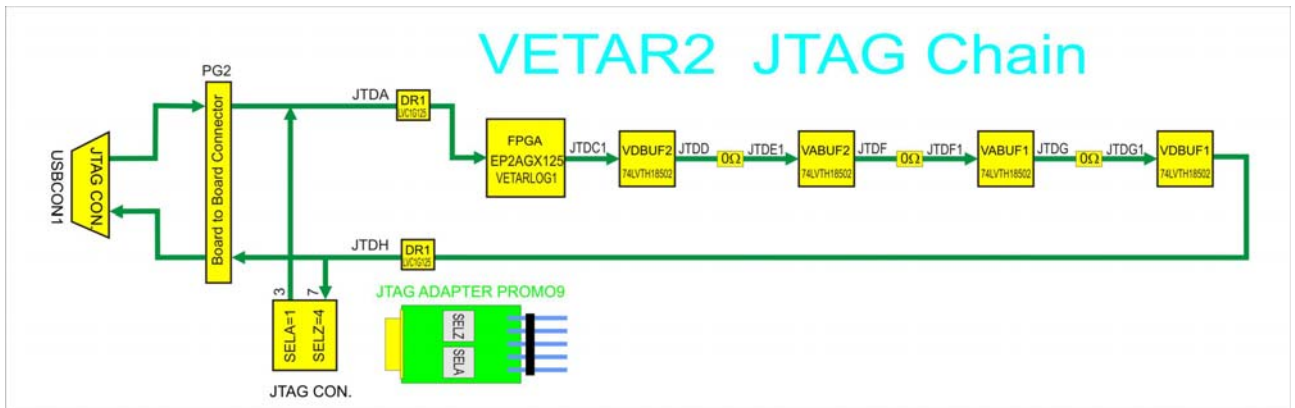 VETAR2 JTAG Chain
PG2
Board to Board Connector
JTAG CON.
USBCON1
JTDA
DR1
LVC1G125
FPGA
EP2AGX125
VETARLOG1
JTDC1
VDBUF2
74LVTH18502
JTDD
0Ω
JTDE1
VABUF2
74LVTH18502
JTDF
0Ω
JTDF1
VABUF1
74LVTH18502
JTDG
0Ω
JTDG1
VDBUF1
74LVTH18502
JTDH
DR1
LVC1G125
3
7
SELA=1
SELZ=4
JTAG CON.
JTAG ADAPTER PROMO9
SELZ
SELA